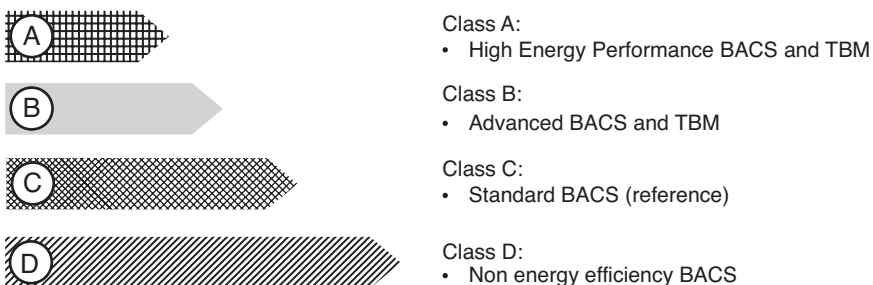 A
Class A:
• High Energy Performance BACS and TBM
B
Class B:
• Advanced BACS and TBM
C
Class C:
• Standard BACS (reference)
D
Class D:
• Non energy efficiency BACS